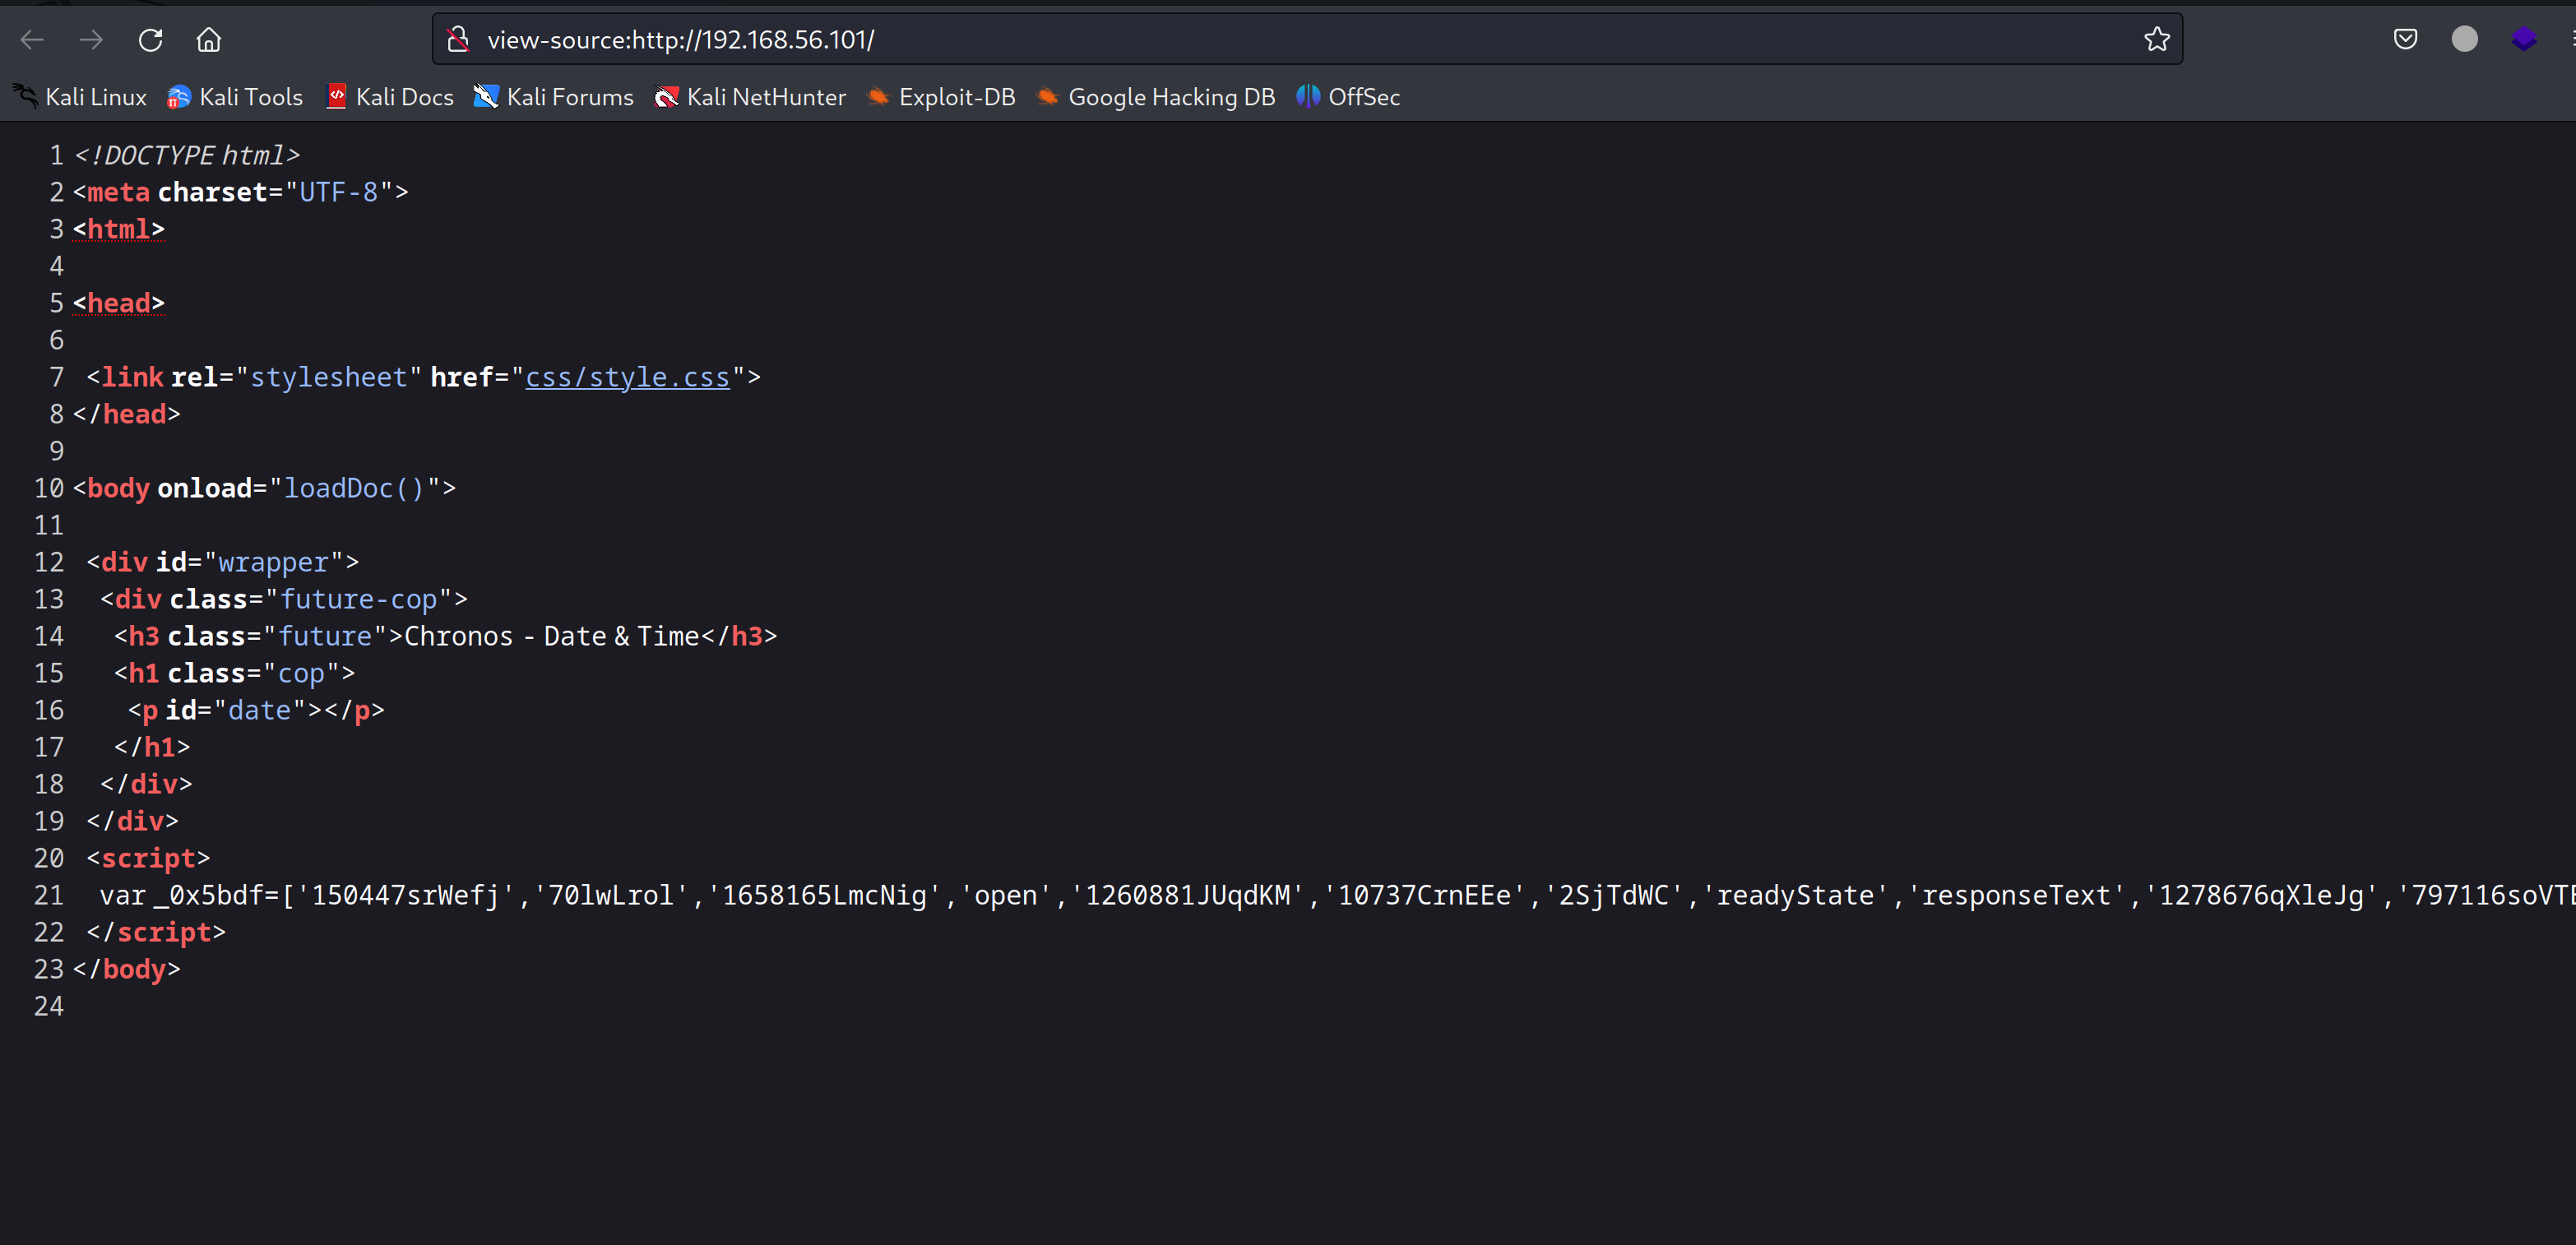 view-source:http://192.168.56.101/
Kali Linux Kali Tools Kali Docs Kali Forums Kali NetHunter Exploit-DB Google Hacking DB OffSec
1 <!DOCTYPE html>
2 <meta charset="UTF-8">
3 <html>
4
5 <head>
6
7 <link rel="stylesheet" href="css/style.css">
8 </head>
9
10 <body onload="loadDoc()">
11
12 <div id="wrapper">
13 <div class="future-cop">
14 <h3 class="future">Chronos - Date & Time</h3>
15 <h1 class="cop">
16 <p id="date"></p>
17 </h1>
18 </div>
19 </div>
20 <script>
21 var _0x5bdf=['150447srWefj','70lwLrol','1658165LmcNig','open','1260881JUqdKM','10737CrnEEe','2SjTdWC','readyState','responseText','1278676qXleJg','797116soVTE
22 </script>
23 </body>
24